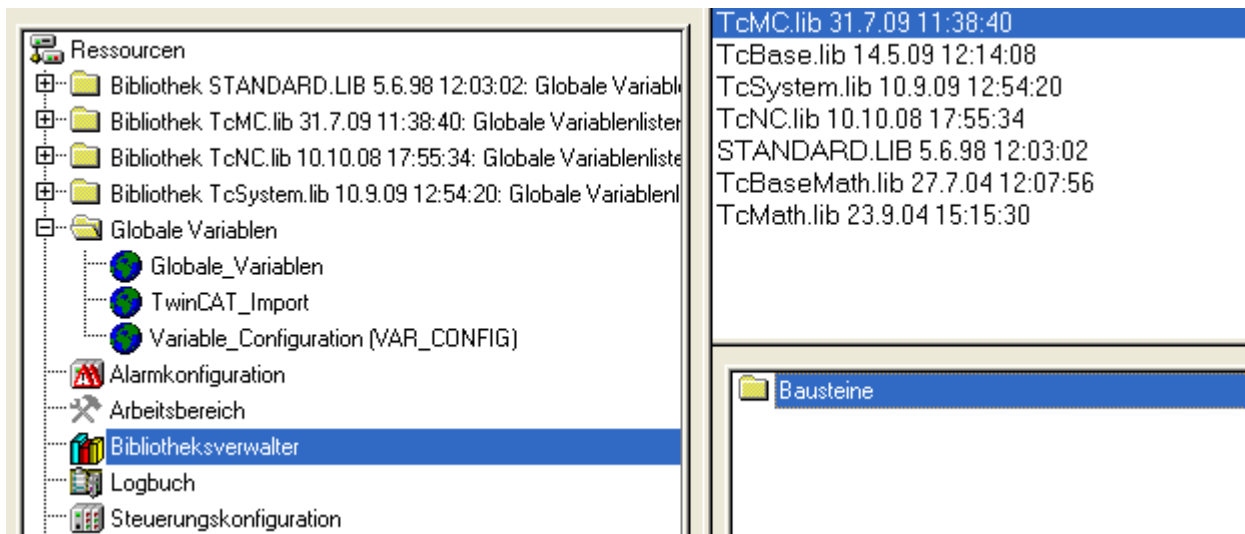 Ressourcen
Bibliothek STANDARD.LIB 5.6.98 12:03:02: Globale
Bibliothek TcMC.lib 31.7.09 11:38:40: Globale Variablenlisten
Bibliothek TcNC.lib 10.10.08 17:55:34: Globale Variablenliste
Bibliothek TcSystem.lib 10.9.09 12:54:20: Globale
Globale Variablen
Globale_Variablen
TwinCAT_Import
Variable_Configuration (VAR_CONFIG)
Alarmkonfiguration
Arbeitsbereich
Bibliotheksverwalter
Logbuch
Steuerungskonfiguration
TcMC.lib 31.7.09 11:38:40
TcBase.lib 14.5.09 12:14:08
TcSystem.lib 10.9.09 12:54:20
TcNC.lib 10.10.08 17:55:34
STANDARD.LIB 5.6.98 12:03:02
TcBaseMath.lib 27.7.04 12:07:56
TcMath.lib 23.9.04 15:15:30
Bausteine